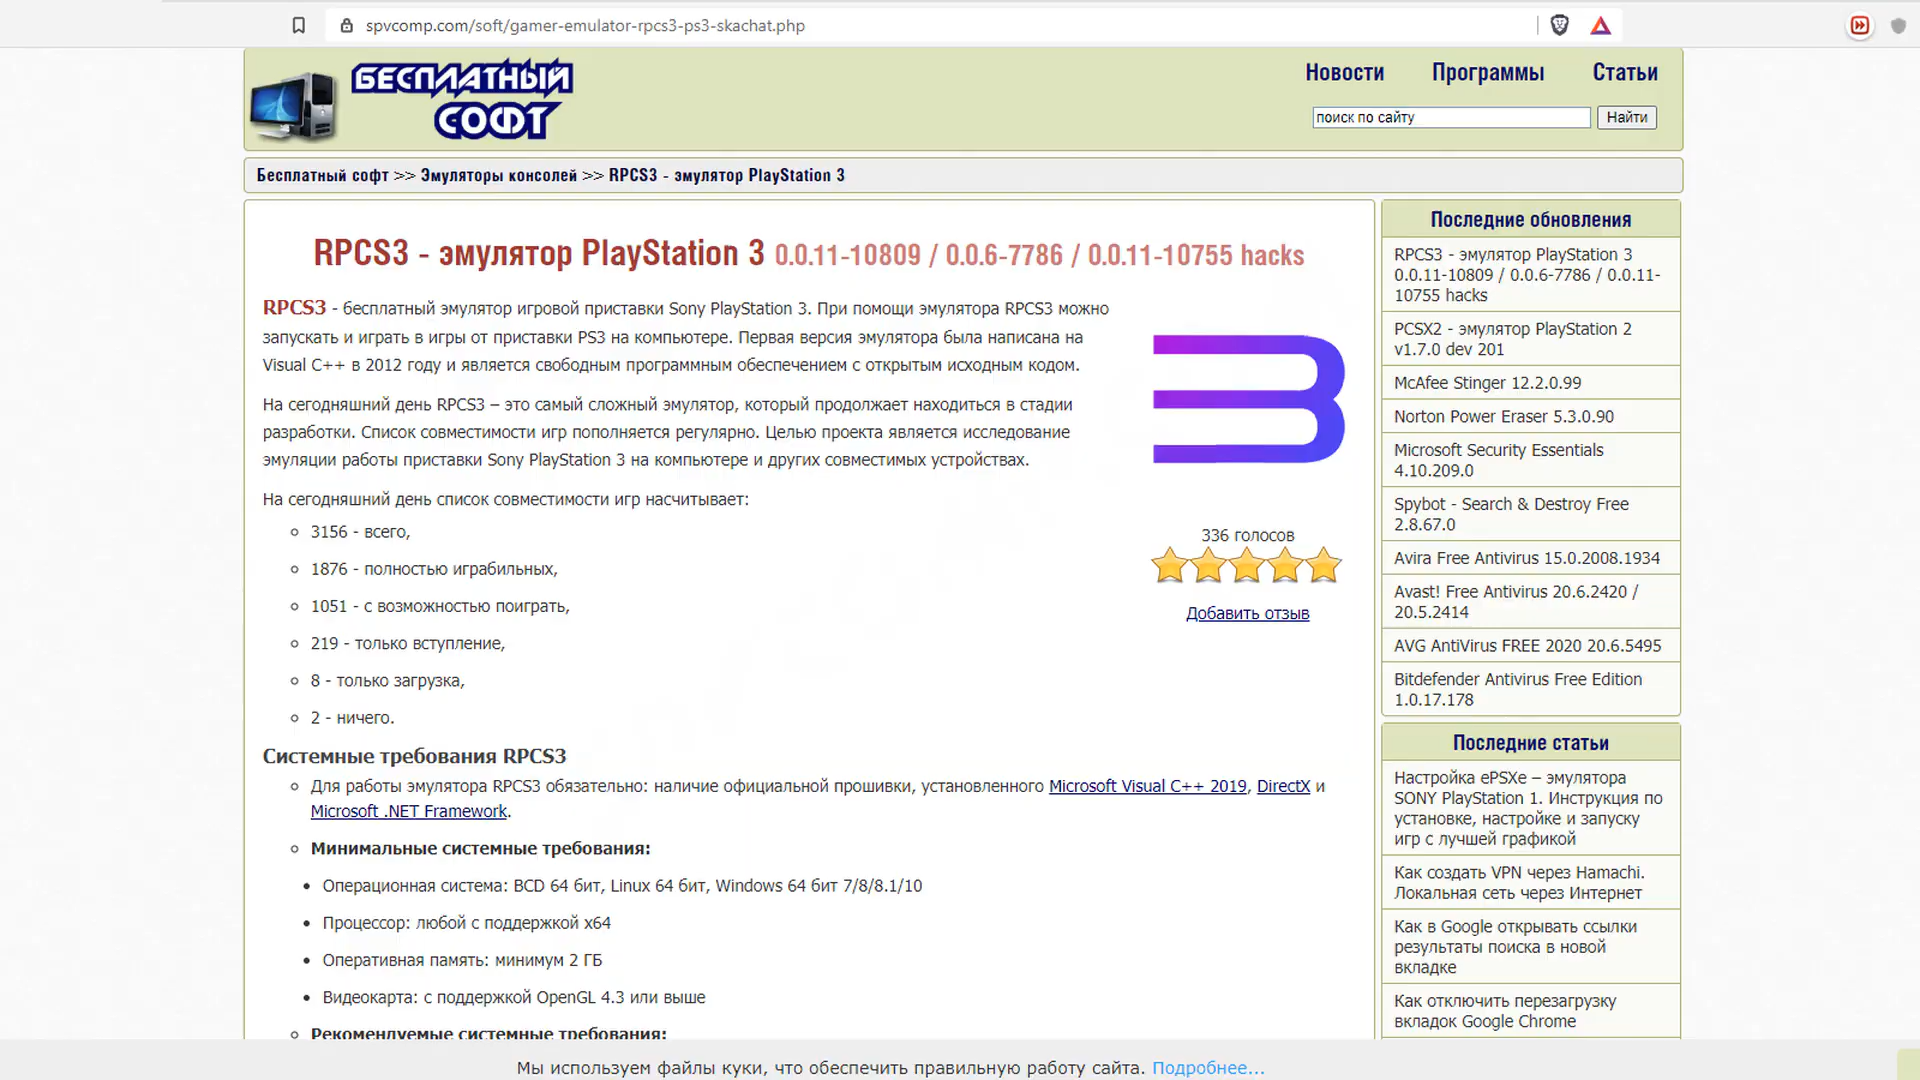 spvcomp.com/soft/gamer-emulator-rpcs3-ps3-skachat.php
БЕСПЛАТНЫЙ
СОФТ
Новости Программы Статьи
поиск по сайту Найти
Бесплатный софт >> Эмуляторы консолей >> RPCS3 - эмулятор PlayStation 3
RPCS3 - эмулятор PlayStation 3 0.0.11-10809 / 0.0.6-7786 / 0.0.11-10755 hacks
RPCS3 - бесплатный эмулятор игровой приставки Sony PlayStation 3. При помощи эмулятора RPCS3 можно
запускать и играть в игры от приставки PS3 на компьютере. Первая версия эмулятора была написана на
Visual C++ в 2012 году и является свободным программным обеспечением с открытым исходным кодом.
На сегодняшний день RPCS3 – это самый сложный эмулятор, который продолжает находиться в стадии
разработки. Список совместимости игр пополняется регулярно. Целью проекта является исследование
эмуляции работы приставки Sony PlayStation 3 на компьютере и других совместимых устройствах.
На сегодняшний день список совместимости игр насчитывает:
3156 - всего,
1876 - полностью играбильных,
1051 - с возможностью поиграть,
219 - только вступление,
8 - только загрузка,
2 - ничего.
336 голосов
Добавить отзыв
Системные требования RPCS3
Для работы эмулятора RPCS3 обязательно: наличие официальной прошивки, установленного Microsoft Visual C++ 2019, DirectX и
Microsoft .NET Framework.
Минимальные системные требования:
Операционная система: BCD 64 бит, Linux 64 бит, Windows 64 бит 7/8/8.1/10
Процессор: любой с поддержкой x64
Оперативная память: минимум 2 ГБ
Видеокарта: с поддержкой OpenGL 4.3 или выше
Рекомендуемые системные требования:
Последние обновления
RPCS3 - эмулятор PlayStation 3
0.0.11-10809 / 0.0.6-7786 / 0.0.11-
10755 hacks
PCSX2 - эмулятор PlayStation 2
v1.7.0 dev 201
McAfee Stinger 12.2.0.99
Norton Power Eraser 5.3.0.90
Microsoft Security Essentials
4.10.209.0
Spybot - Search & Destroy Free
2.8.67.0
Avira Free Antivirus 15.0.2008.1934
Avast! Free Antivirus 20.6.2420 /
20.5.2414
AVG AntiVirus FREE 2020 20.6.5495
Bitdefender Antivirus Free Edition
1.0.17.178
Последние статьи
Настройка ePSXe – эмулятора
SONY PlayStation 1. Инструкция по
установке, настройке и запуску
игр с лучшей графикой
Как создать VPN через Hamachi.
Локальная сеть через Интернет
Как в Google открывать ссылки
результаты поиска в новой
вкладке
Как отключить перезагрузку
вкладок Google Chrome
Мы используем файлы куки, что обеспечить правильную работу сайта. Подробнее...